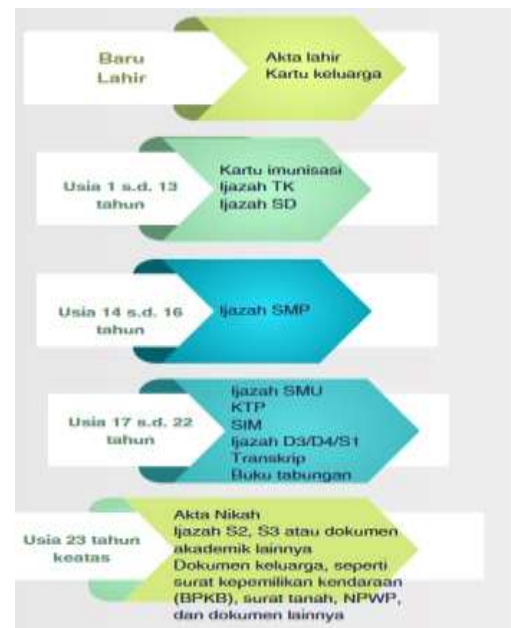 Baru
Lahir
Akta lahir
Kartu keluarga
Usia 1 s.d. 13
tahun
Kartu imunisasi
Ijazah TK
Ijazah SD
Usia 14 s.d. 16
tahun
Ijazah SMP
Usia 17 s.d. 22
tahun
Ijazah SMU
KTP
SIM
Ijazah D3/D4/S1
Transkrip
Buku tabungan
Usia 23 tahun
keatas
Akta Nikah
Ijazah S2, S3 atau dokumen
akademik lainnya
Dokumen keluarga, seperti
surat kepemilikan kendaraan
(BPKB), surat tanah, NPWP,
dan dokumen lainnya